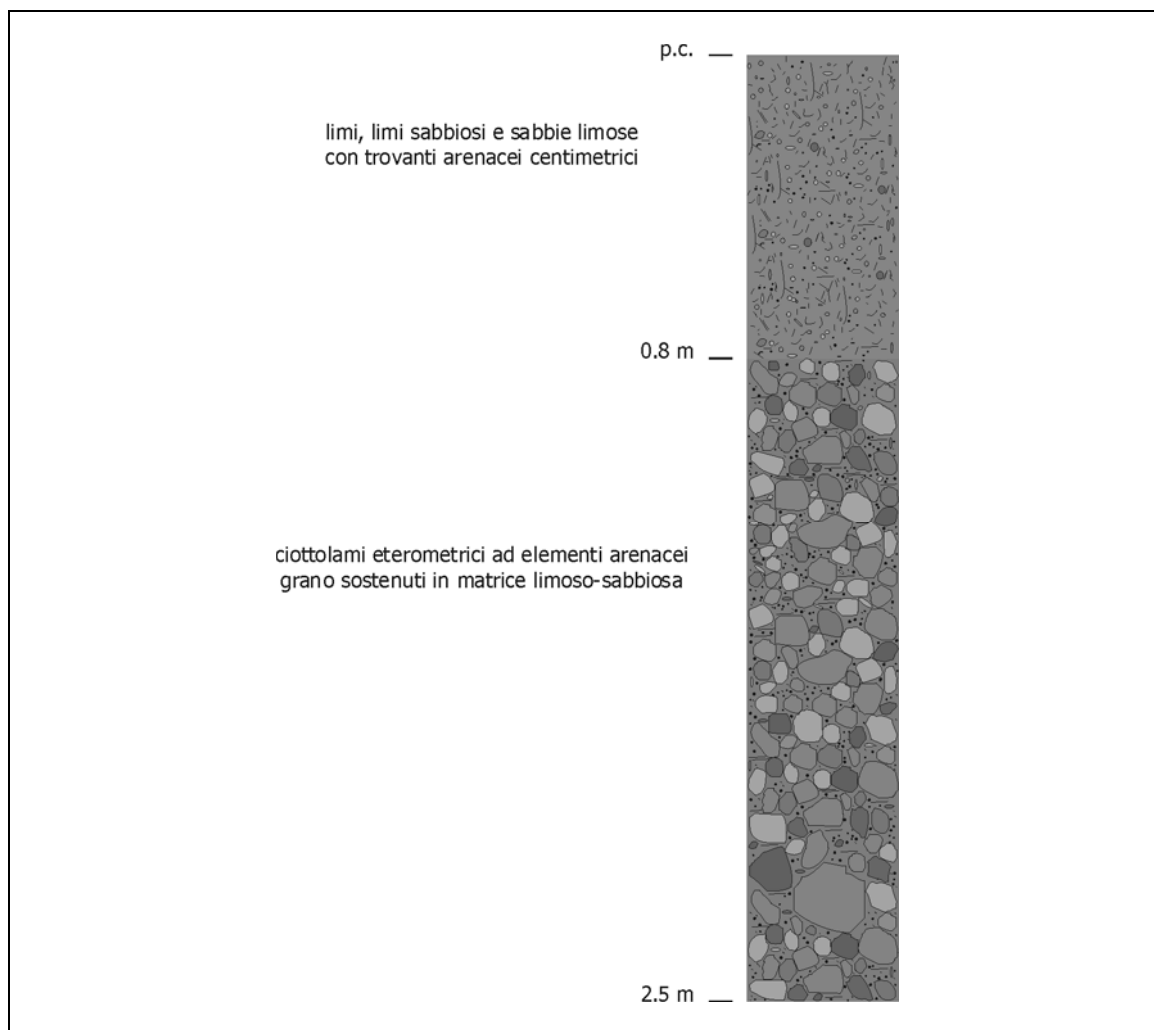 p.c.
limi, limi sabbiosi e sabbie limose
con trovanti arenacei centimetrici
0.8 m
ciottolami eterometrici ad elementi arenacei
grano sostenuti in matrice limoso-sabbiosa
2.5 m